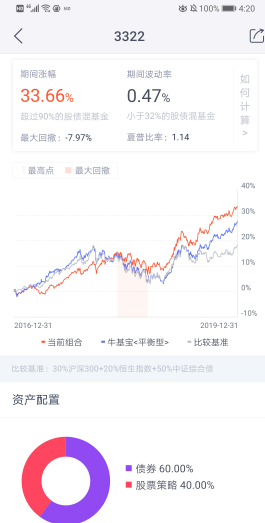 100% 4:20
3322
期间涨幅
33.66%
超过90%的股债混基金
最大回撤：-7.97%
期间波动率
0.47%
小于32%的股债混基金
夏普比率：1.14
如何计算>
最高点 最大回撤
40%
30%
20%
10%
0%
-10%
2016-12-31 2019-12-31
当前组合 牛基宝<平衡型> 比较基准
比较基准：30%沪深300+20%恒生指数+50%中证综合债
资产配置
债券 60.00%
股票策略 40.00%